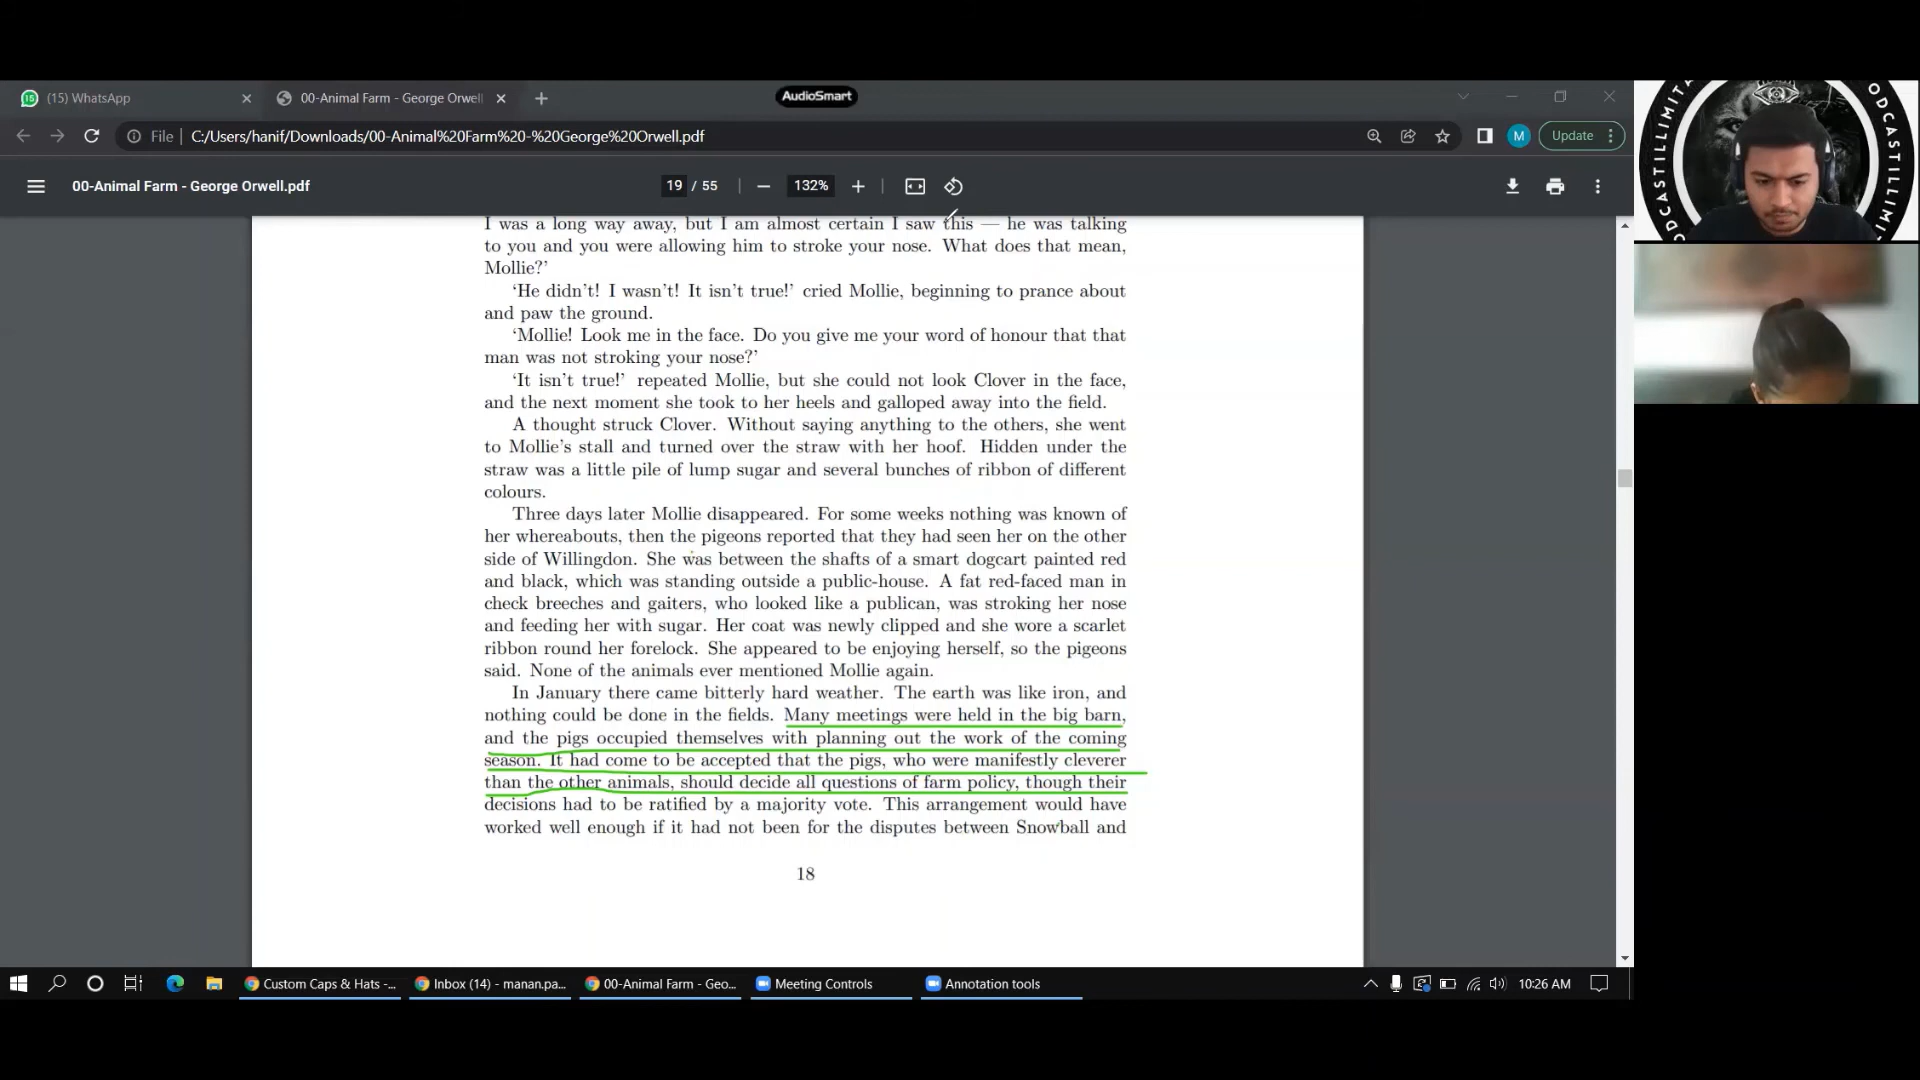 (15) WhatsApp
00-Animal Farm - George Orwell
AudioSmart
File
C:/Users/hanif/Downloads/00-Animal%20Farm%20-%20George%20Orwell.pdf
M
Update
00-Animal Farm - George Orwell.pdf
19 / 55
132%
I was a long way away, but I am almost certain I saw this — he was talking
to you and you were allowing him to stroke your nose. What does that mean,
Mollie?’
‘He didn’t! I wasn’t! It isn’t true!’ cried Mollie, beginning to prance about
and paw the ground.
‘Mollie! Look me in the face. Do you give me your word of honour that that
man was not stroking your nose?’
‘It isn’t true!’ repeated Mollie, but she could not look Clover in the face,
and the next moment she took to her heels and galloped away into the field.
A thought struck Clover. Without saying anything to the others, she went
to Mollie’s stall and turned over the straw with her hoof. Hidden under the
straw was a little pile of lump sugar and several bunches of ribbon of different
colours.
Three days later Mollie disappeared. For some weeks nothing was known of
her whereabouts, then the pigeons reported that they had seen her on the other
side of Willingdon. She was between the shafts of a smart dogcart painted red
and black, which was standing outside a public-house. A fat red-faced man in
check breeches and gaiters, who looked like a publican, was stroking her nose
and feeding her with sugar. Her coat was newly clipped and she wore a scarlet
ribbon round her forelock. She appeared to be enjoying herself, so the pigeons
said. None of the animals ever mentioned Mollie again.
In January there came bitterly hard weather. The earth was like iron, and
nothing could be done in the fields. Many meetings were held in the big barn,
and the pigs occupied themselves with planning out the work of the coming
season. It had come to be accepted that the pigs, who were manifestly cleverer
than the other animals, should decide all questions of farm policy, though their
decisions had to be ratified by a majority vote. This arrangement would have
worked well enough if it had not been for the disputes between Snowball and
18
Custom Caps & Hats -...
Inbox (14) - manan.pa...
00-Animal Farm - Geo...
Meeting Controls
Annotation tools
10:26 AM